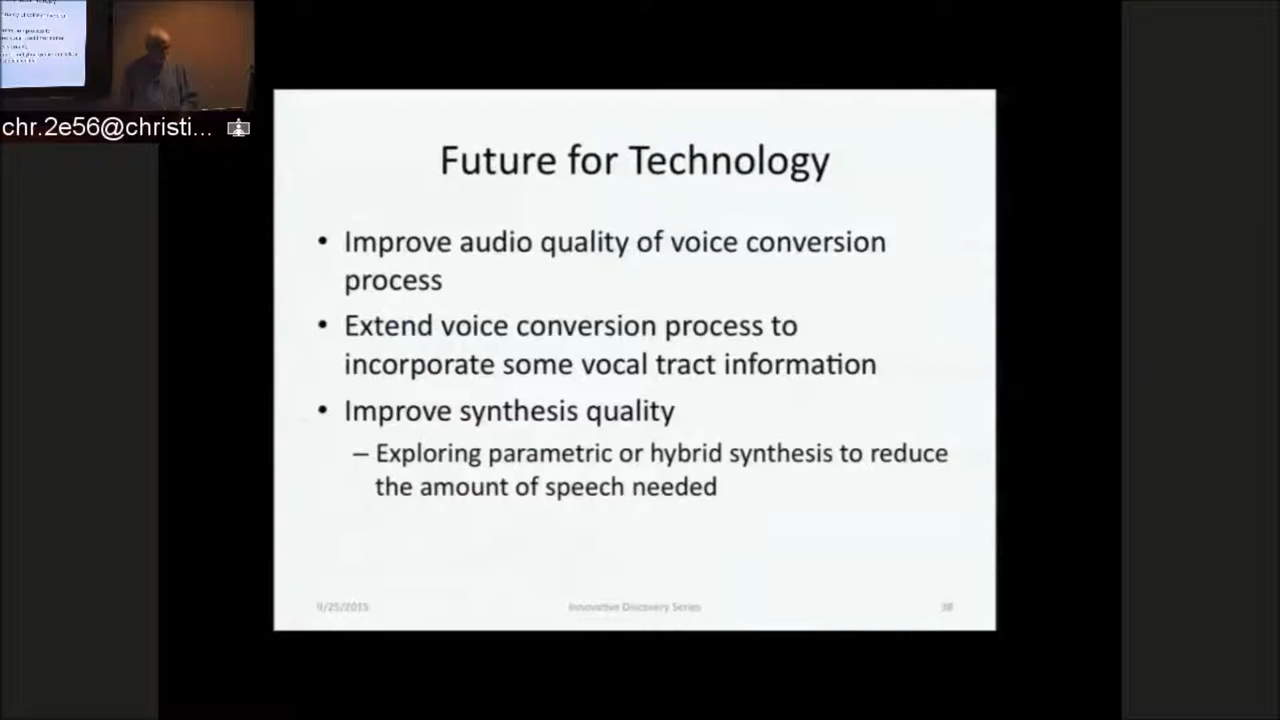 chr.2e56@christi...
Future for Technology
• Improve audio quality of voice conversion
process
• Extend voice conversion process to
incorporate some vocal tract information
• Improve synthesis quality
– Exploring parametric or hybrid synthesis to reduce
the amount of speech needed
9/25/2015
Innovative Discovery Series
38